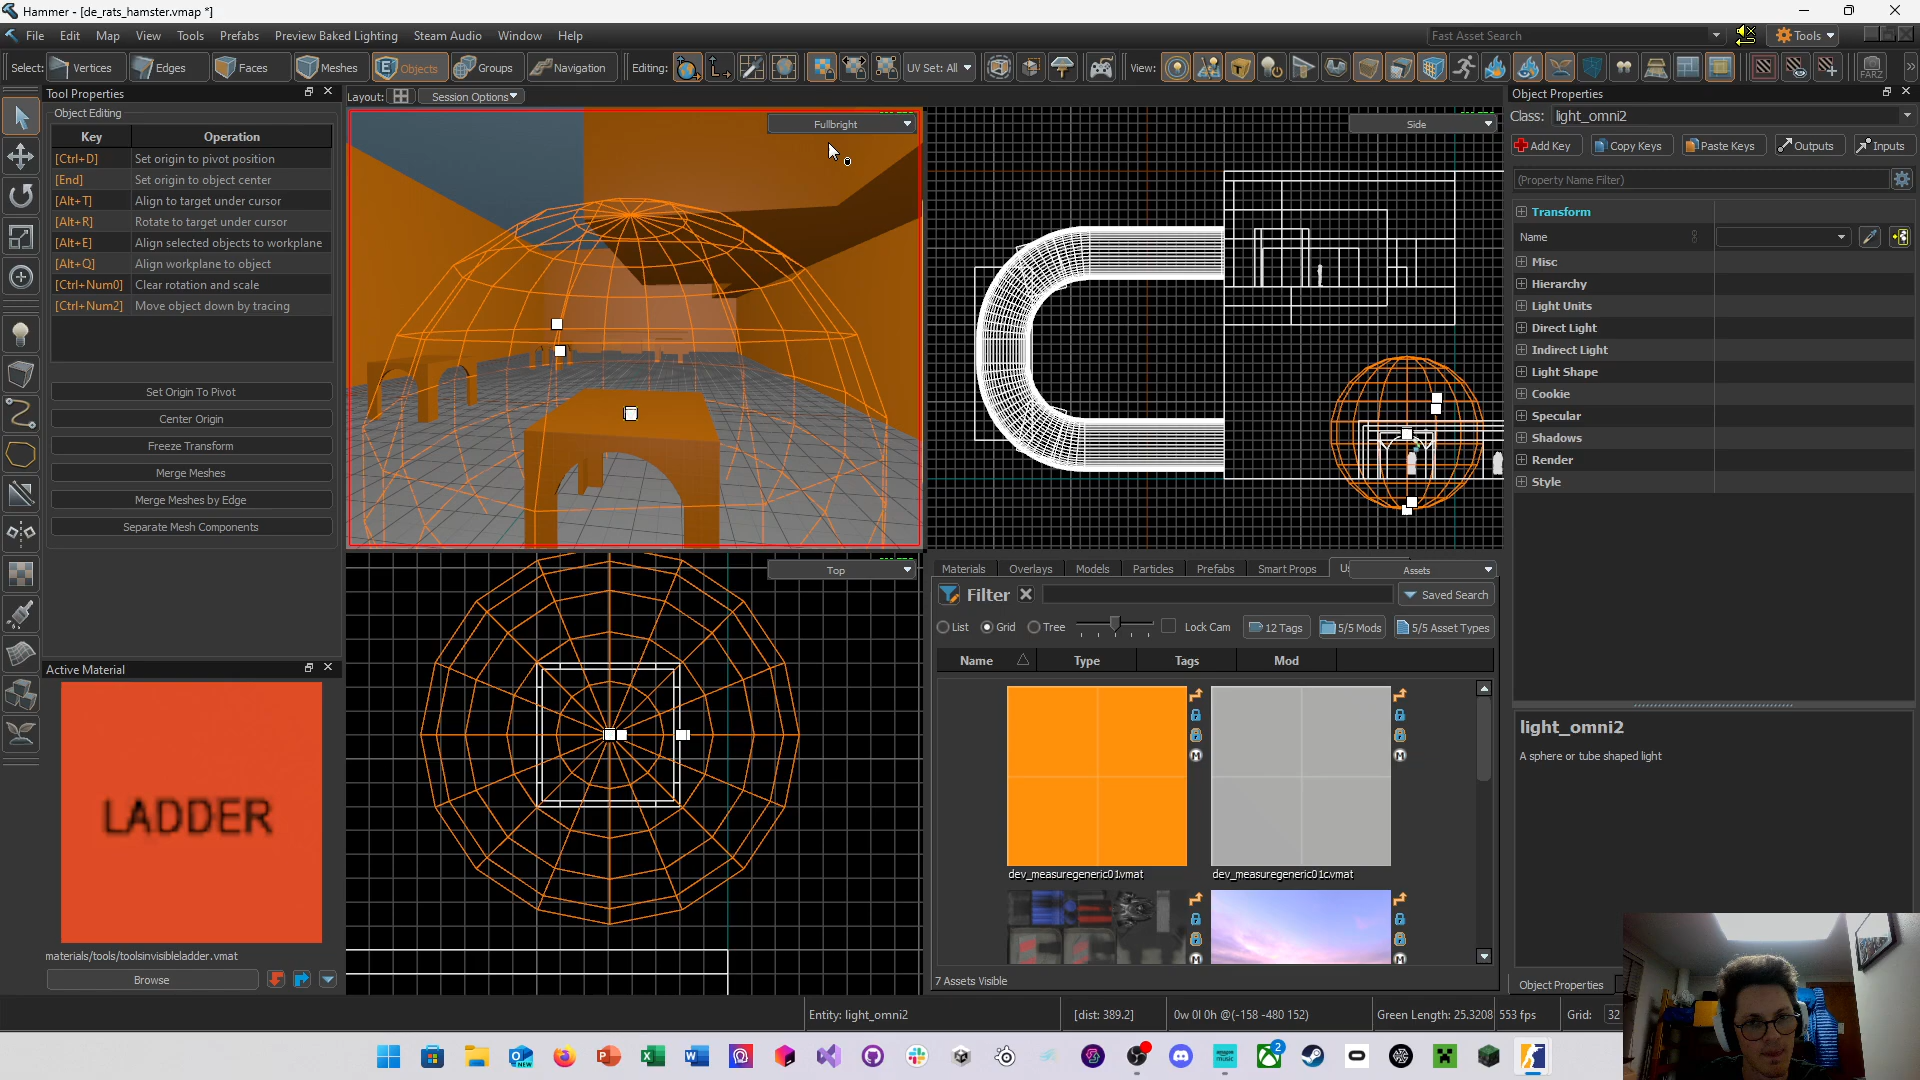 Hammer - [de_rats_hamster.vmap *]
File Edit Map View Tools Prefabs Preview Baked Lighting Steam Audio Window Help
Fast Asset Search
Tools
Select: Vertices Edges Faces Meshes Objects Groups Navigation Editing: UV Set: All View: FARZ
Tool Properties
Layout: Session Options
Object Properties
Object Editing
Class: light_omni2
Key Operation
[Ctrl+D] Set origin to pivot position
[End] Set origin to object center
[Alt+T] Align to target under cursor
[Alt+R] Rotate to target under cursor
[Alt+E] Align selected objects to workplane
[Alt+Q] Align workplane to object
[Ctrl+Num0] Clear rotation and scale
[Ctrl+Num2] Move object down by tracing
Set Origin To Pivot
Center Origin
Freeze Transform
Merge Meshes
Merge Meshes by Edge
Separate Mesh Components
Fullbright
Side
Add Key Copy Keys Paste Keys Outputs Inputs
(Property Name Filter)
Transform
Name
Misc
Hierarchy
Light Units
Direct Light
Indirect Light
Light Shape
Cookie
Specular
Shadows
Render
Style
Active Material
LADDER
materials/tools/toolsinvisibleladder.vmat
Browse
Top
Materials Overlays Models Particles Prefabs Smart Props Assets
Filter Saved Search
List Grid Tree Lock Cam 12 Tags 5/5 Mods 5/5 Asset Types
Name Type Tags Mod
dev_measuregeneric01.vmat dev_measuregeneric01c.vmat
7 Assets Visible
light_omni2
A sphere or tube shaped light
Object Properties
Entity: light_omni2 [dist: 389.2] 0w 0l 0h @(-158 -480 152) Green Length: 25.3208 553 fps Grid: 32